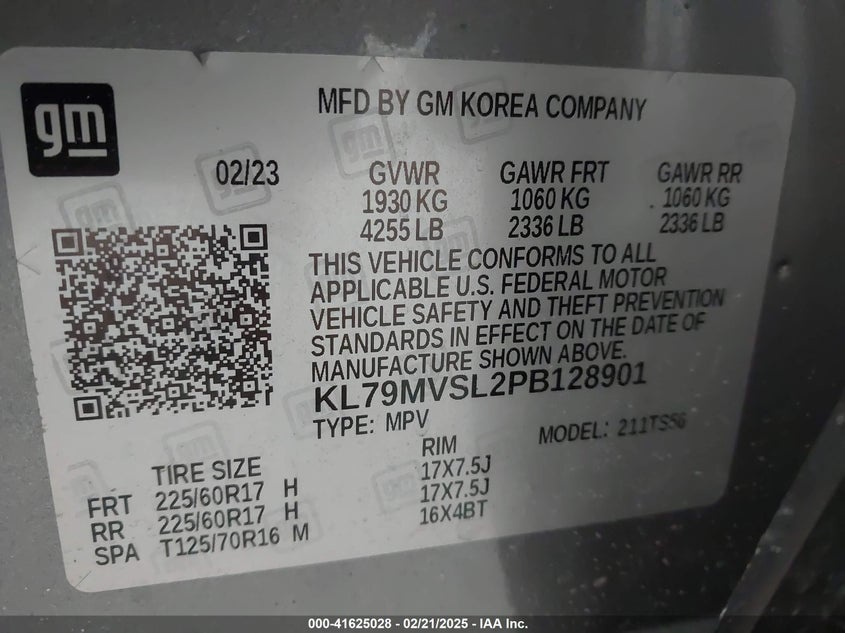 gm
MFD BY GM KOREA COMPANY
02/23
GVWR GAWR FRT GAWR RR
1930 KG 1060 KG 1060 KG
4255 LB 2336 LB 2336 LB
THIS VEHICLE CONFORMS TO ALL
APPLICABLE U.S. FEDERAL MOTOR
VEHICLE SAFETY AND THEFT PREVENTION
STANDARDS IN EFFECT ON THE DATE OF
MANUFACTURE SHOWN ABOVE.
KL79MVSL2PB128901
TYPE: MPV MODEL: 211TS56
TIRE SIZE RIM
FRT 225/60R17 H 17X7.5J
RR 225/60R17 H 17X7.5J
SPA T125/70R16 M 16X4BT
000-41625028 - 02/21/2025 - IAA Inc.